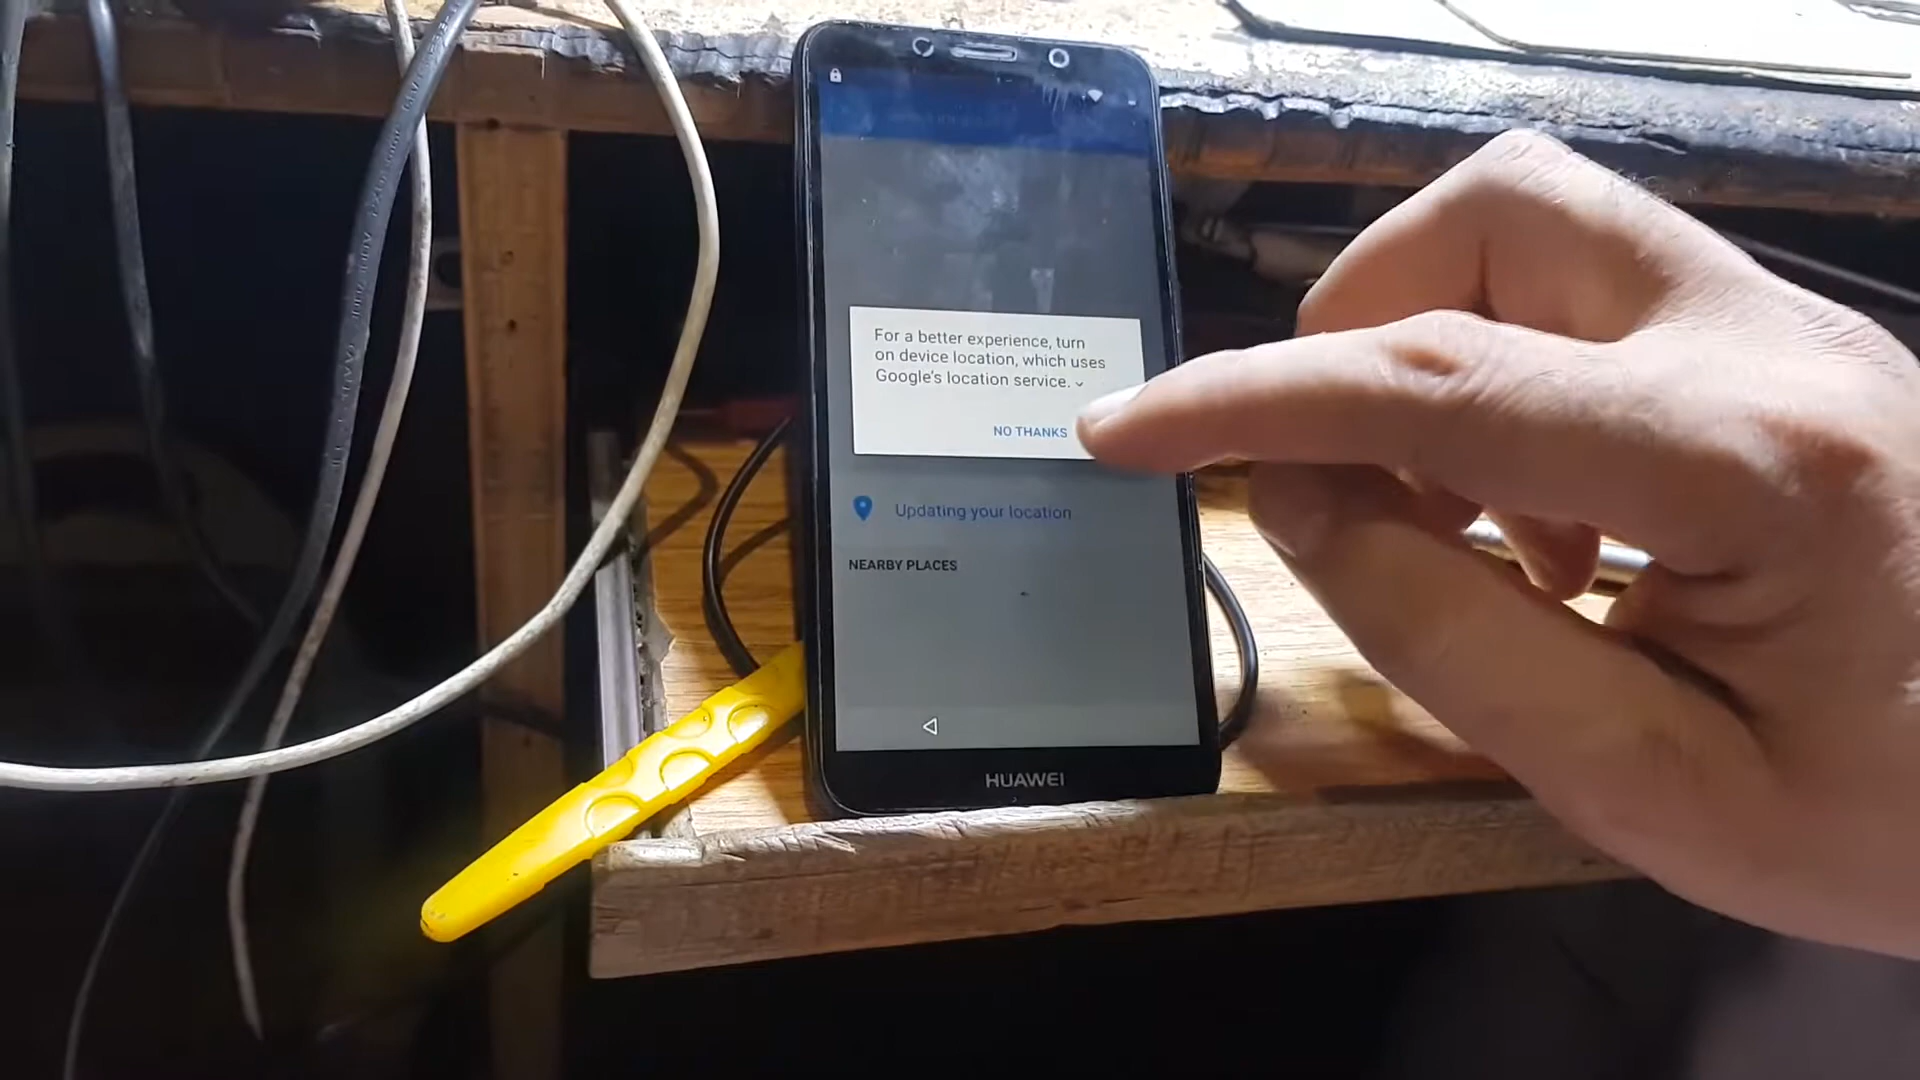 For a better experience, turn
on device location, which uses
Google's location service.
NO THANKS
Updating your location
NEARBY PLACES
HUAWEI